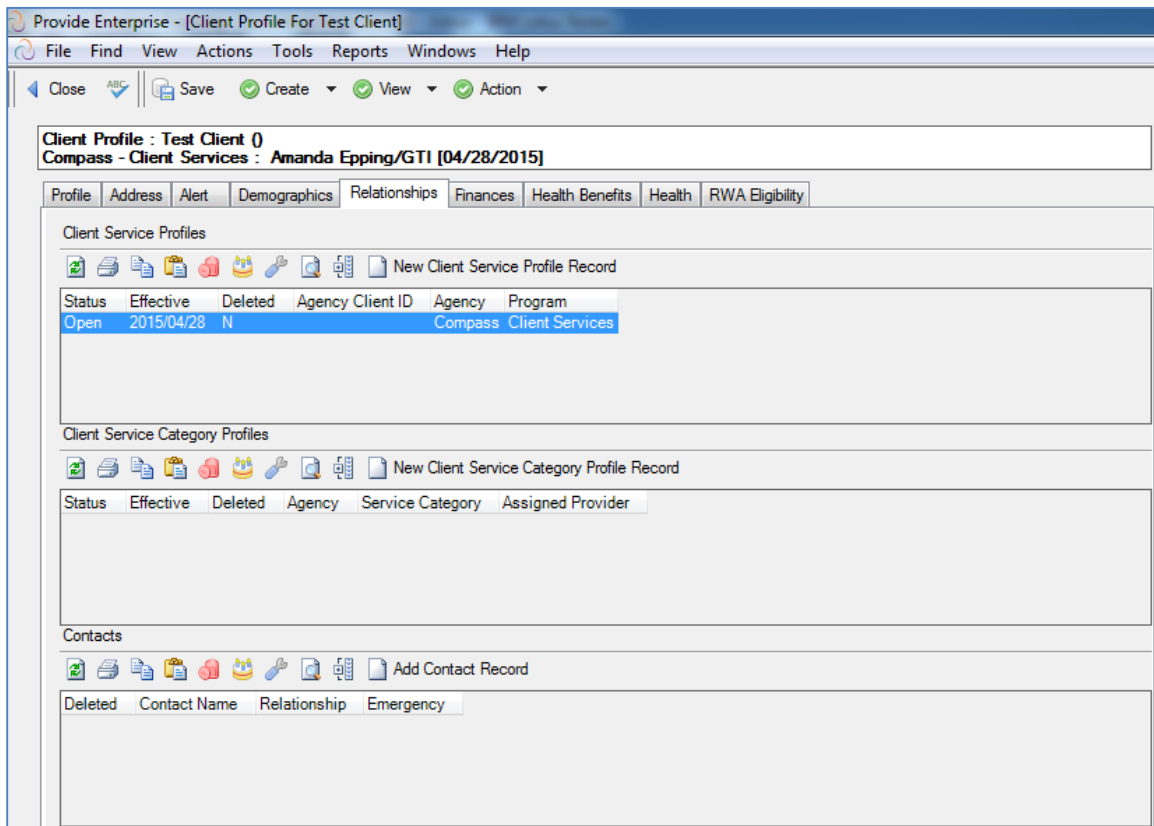 Provide Enterprise - [Client Profile For Test Client]
File Find View Actions Tools Reports Windows Help
Close ABC Save Create View Action
Client Profile : Test Client ()
Compass - Client Services : Amanda Epping/GTI [04/28/2015]
Profile Address Alert Demographics Relationships Finances Health Benefits Health RWA Eligibility
Client Service Profiles
New Client Service Profile Record
Status Effective Deleted Agency Client ID Agency Program
Open 2015/04/28 N Compass Client Services
Client Service Category Profiles
New Client Service Category Profile Record
Status Effective Deleted Agency Service Category Assigned Provider
Contacts
Add Contact Record
Deleted Contact Name Relationship Emergency